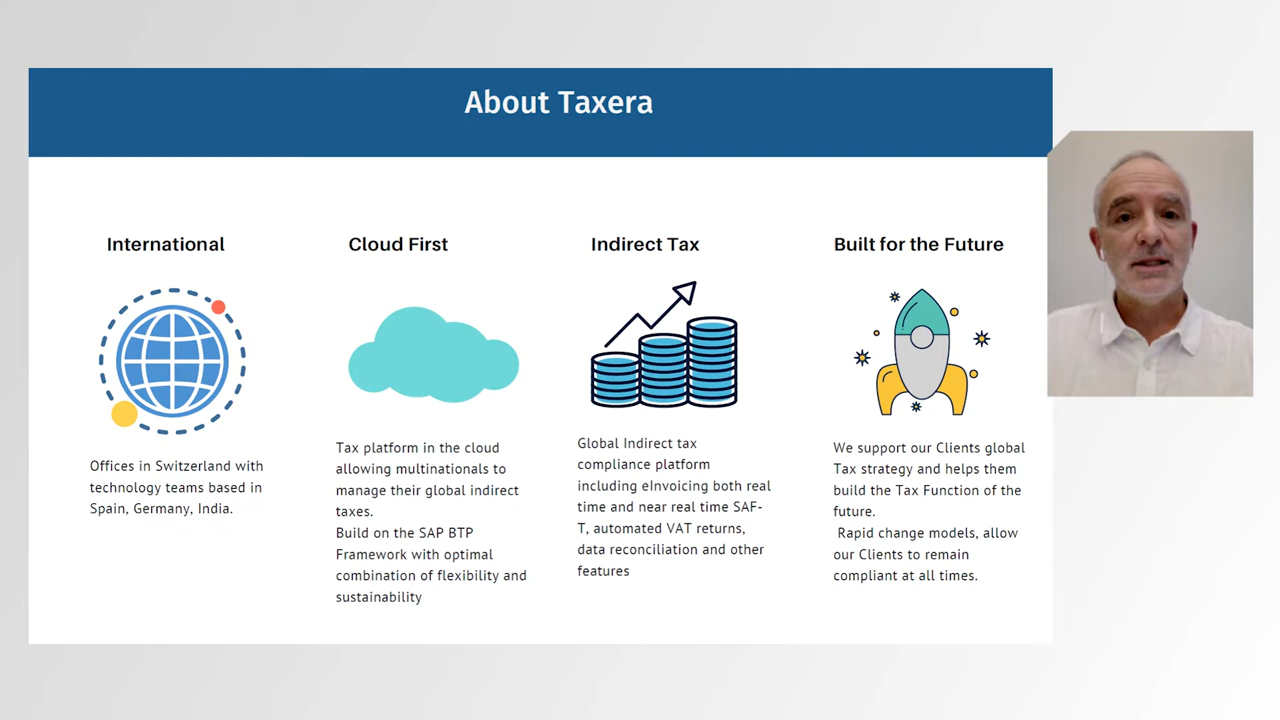 About Taxera
International
Offices in Switzerland with
technology teams based in
Spain, Germany, India.
Cloud First
Tax platform in the cloud
allowing multinationals to
manage their global indirect
taxes.
Build on the SAP BTP
Framework with optimal
combination of flexibility and
sustainability
Indirect Tax
Global Indirect tax
compliance platform
including eInvoicing both real
time and near real time SAF-
T, automated VAT returns,
data reconciliation and other
features
Built for the Future
We support our Clients global
Tax strategy and helps them
build the Tax Function of the
future.
Rapid change models, allow
our Clients to remain
compliant at all times.